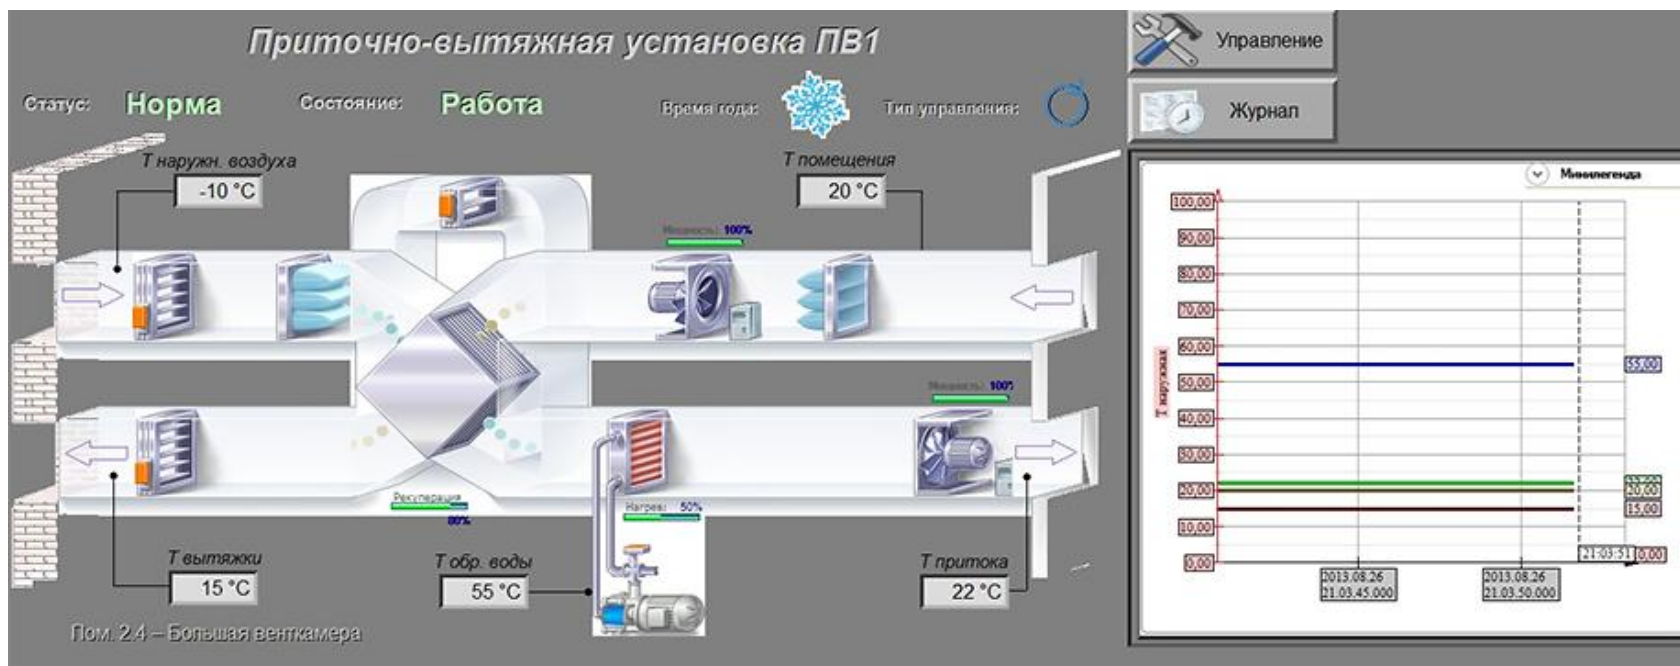 Приточно-вытяжная установка ПВ1
Управление
Статус: Норма
Состояние: Работа
Время года:
Тип управления:
Журнал
Т наружн. воздуха
-10 °C
Т помещения
20 °C
Мощность: 100%
Мощность: 100%
Рекуперация
80%
Нагрев: 50%
Т вытяжки
15 °C
Т обр. воды
55 °C
Т притока
22 °C
Пом. 2.4 – Большая венткамера
Минилегенда
100,00
90,00
80,00
70,00
60,00
50,00
40,00
30,00
20,00
10,00
0,00
Т наружная
55,00
20,00
15,00
0,00
21:03:51
2013.08.26
21.03.45.000
2013.08.26
21.03.50.000